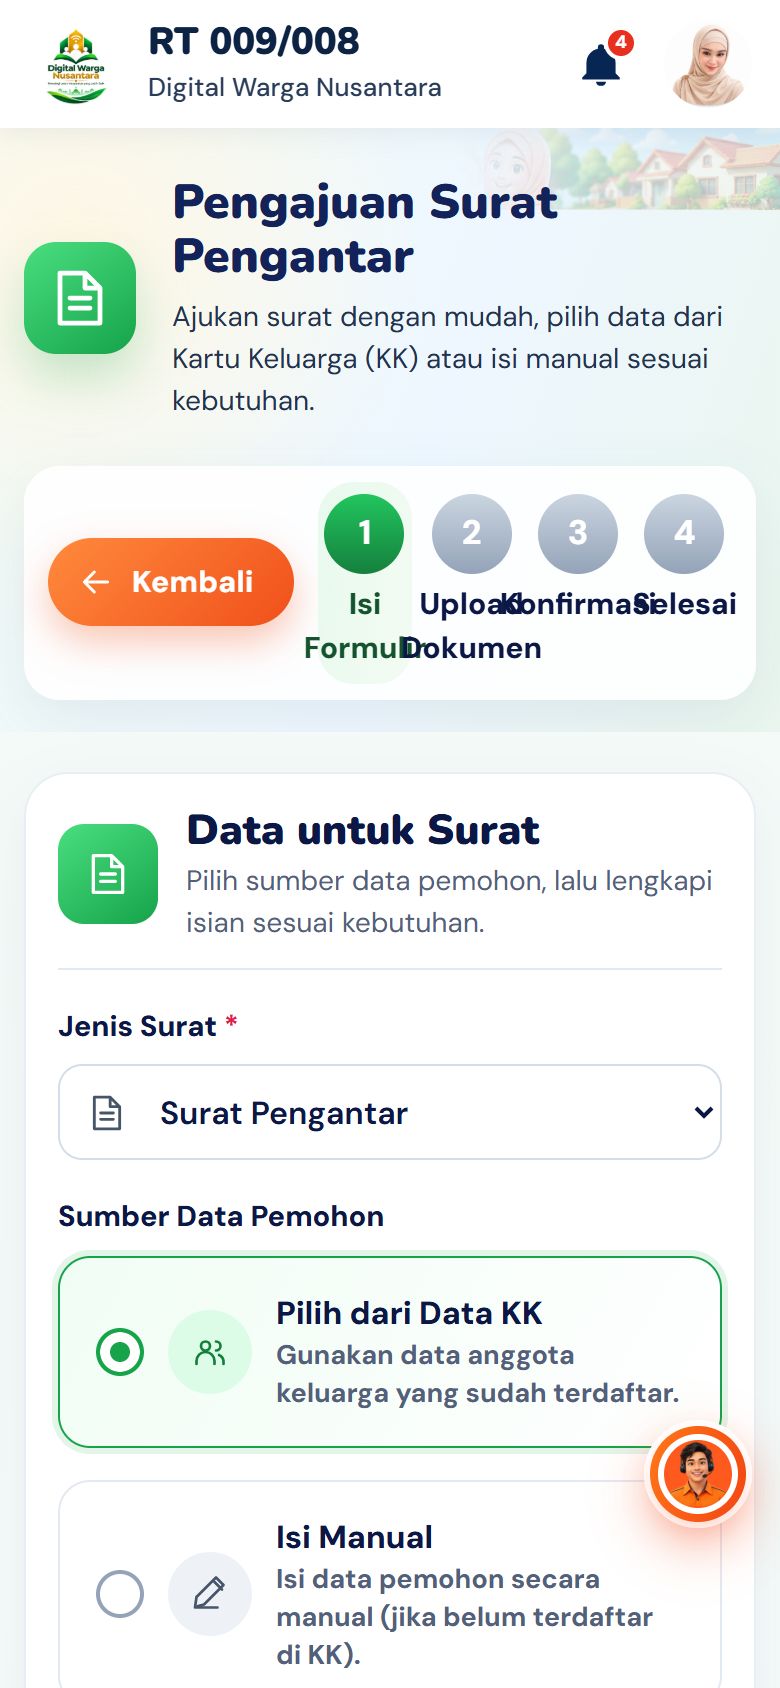 Digital Warga
Nusantara
RT 009/008
Digital Warga Nusantara
4
Pengajuan Surat
Pengantar
Ajukan surat dengan mudah, pilih data dari
Kartu Keluarga (KK) atau isi manual sesuai
kebutuhan.
Kembali
1
Isi
Formulir
2
Upload
Dokumen
3
Konfirmasi
4
Selesai
Data untuk Surat
Pilih sumber data pemohon, lalu lengkapi
isian sesuai kebutuhan.
Jenis Surat *
Surat Pengantar
Sumber Data Pemohon
Pilih dari Data KK
Gunakan data anggota
keluarga yang sudah terdaftar.
Isi Manual
Isi data pemohon secara
manual (jika belum terdaftar
di KK).